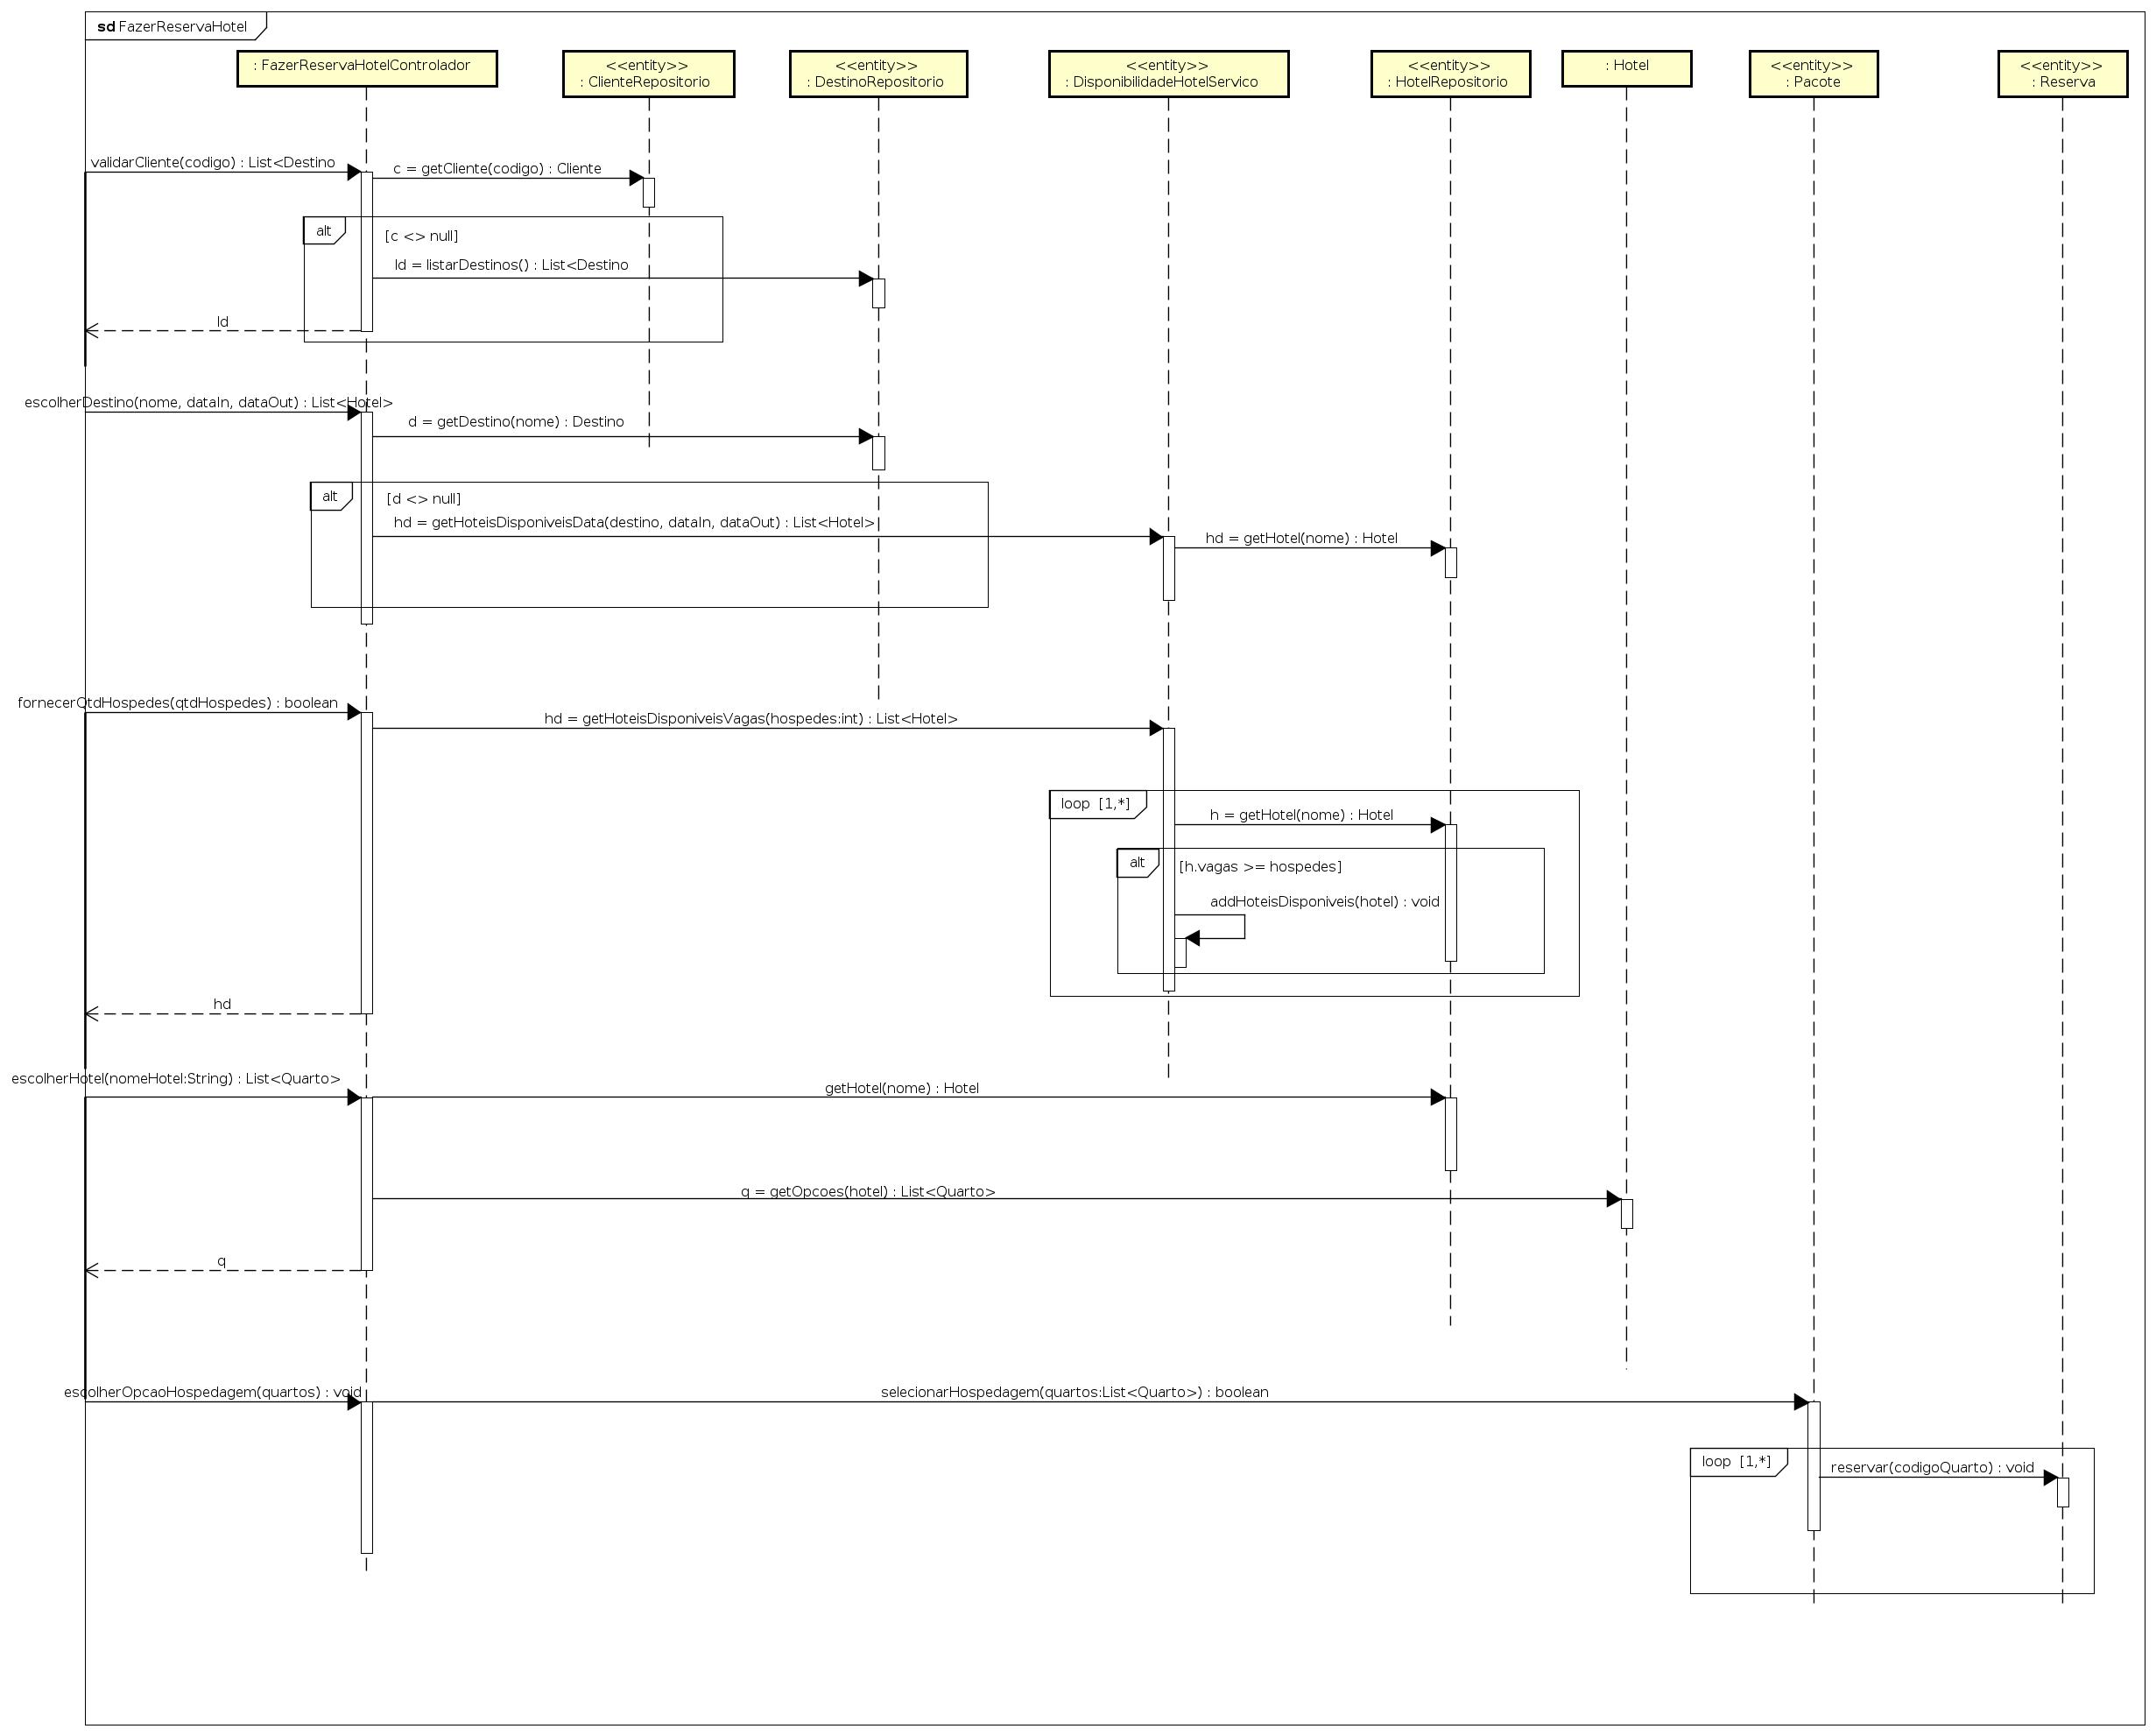 sd FazerReservaHotel
: FazerReservaHotelControlador
<<entity>>
: ClienteRepositorio
<<entity>>
: DestinoRepositorio
<<entity>>
: DisponibilidadeHotelServico
<<entity>>
: HotelRepositorio
: Hotel
<<entity>>
: Pacote
<<entity>>
: Reserva
validarCliente(codigo) : List<Destino
c = getCliente(codigo) : Cliente
alt
[c <> null]
ld = listarDestinos() : List<Destino
ld
escolherDestino(nome, dataIn, dataOut) : List<Hotel>
d = getDestino(nome) : Destino
alt
[d <> null]
hd = getHoteisDisponiveisData(destino, dataIn, dataOut) : List<Hotel>
hd = getHotel(nome) : Hotel
fornecerQtdHospedes(qtdHospedes) : boolean
hd = getHoteisDisponiveisVagas(hospedes:int) : List<Hotel>
loop [1,*]
h = getHotel(nome) : Hotel
alt
[h.vagas >= hospedes]
addHoteisDisponiveis(hotel) : void
hd
escolherHotel(nomeHotel:String) : List<Quarto>
getHotel(nome) : Hotel
q = getOpcoes(hotel) : List<Quarto>
q
escolherOpcaoHospedagem(quartos) : void
selecionarHospedagem(quartos:List<Quarto>) : boolean
loop [1,*]
reservar(codigoQuarto) : void